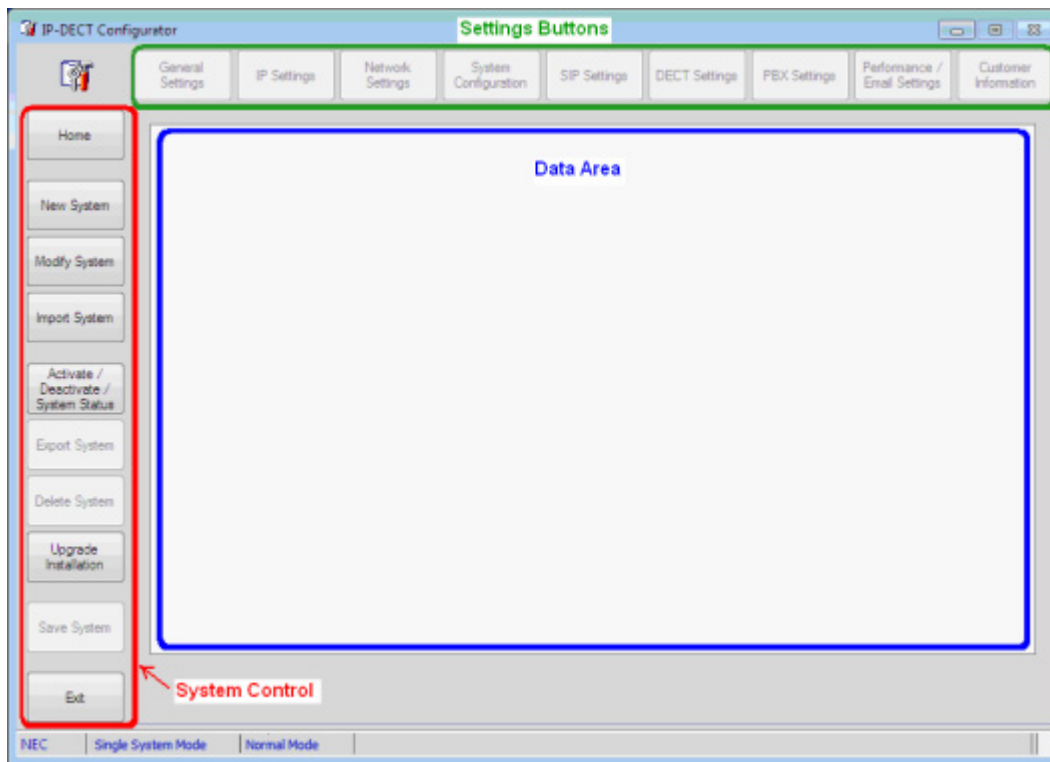 IP-DECT Configurator
Settings Buttons
General
Settings
IP Settings
Network
Settings
System
Configuration
SIP Settings
DECT Settings
PBX Settings
Performance /
Email Settings
Customer
Information
Home
New System
Modify System
Import System
Activate /
Deactivate /
System Status
Export System
Delete System
Upgrade
Installation
Save System
Exit
Data Area
System Control
NEC
Single System Mode
Normal Mode